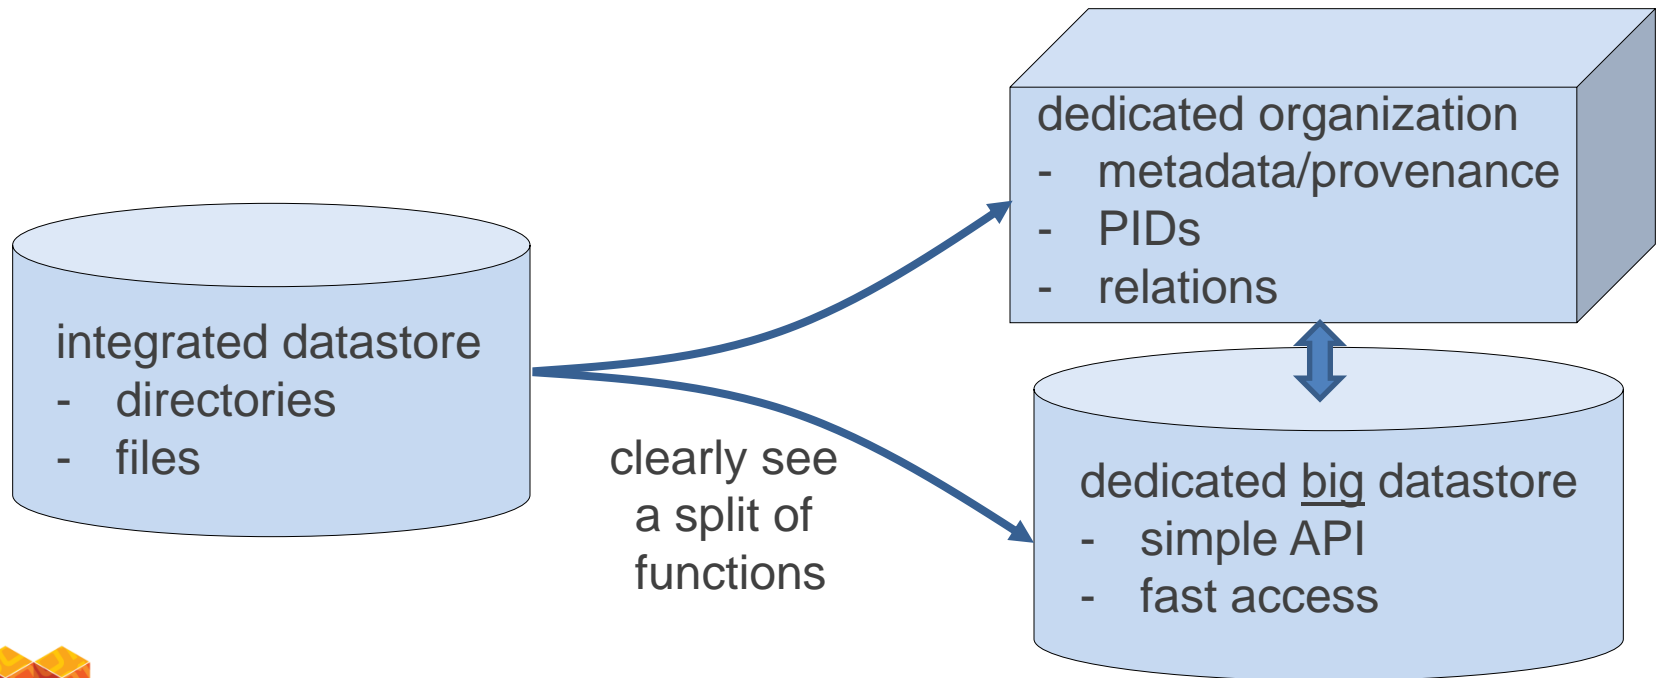 integrated datastore
- directories
- files
clearly see
a split of
functions
dedicated organization
- metadata/provenance
- PIDs
- relations
dedicated big datastore
- simple API
- fast access